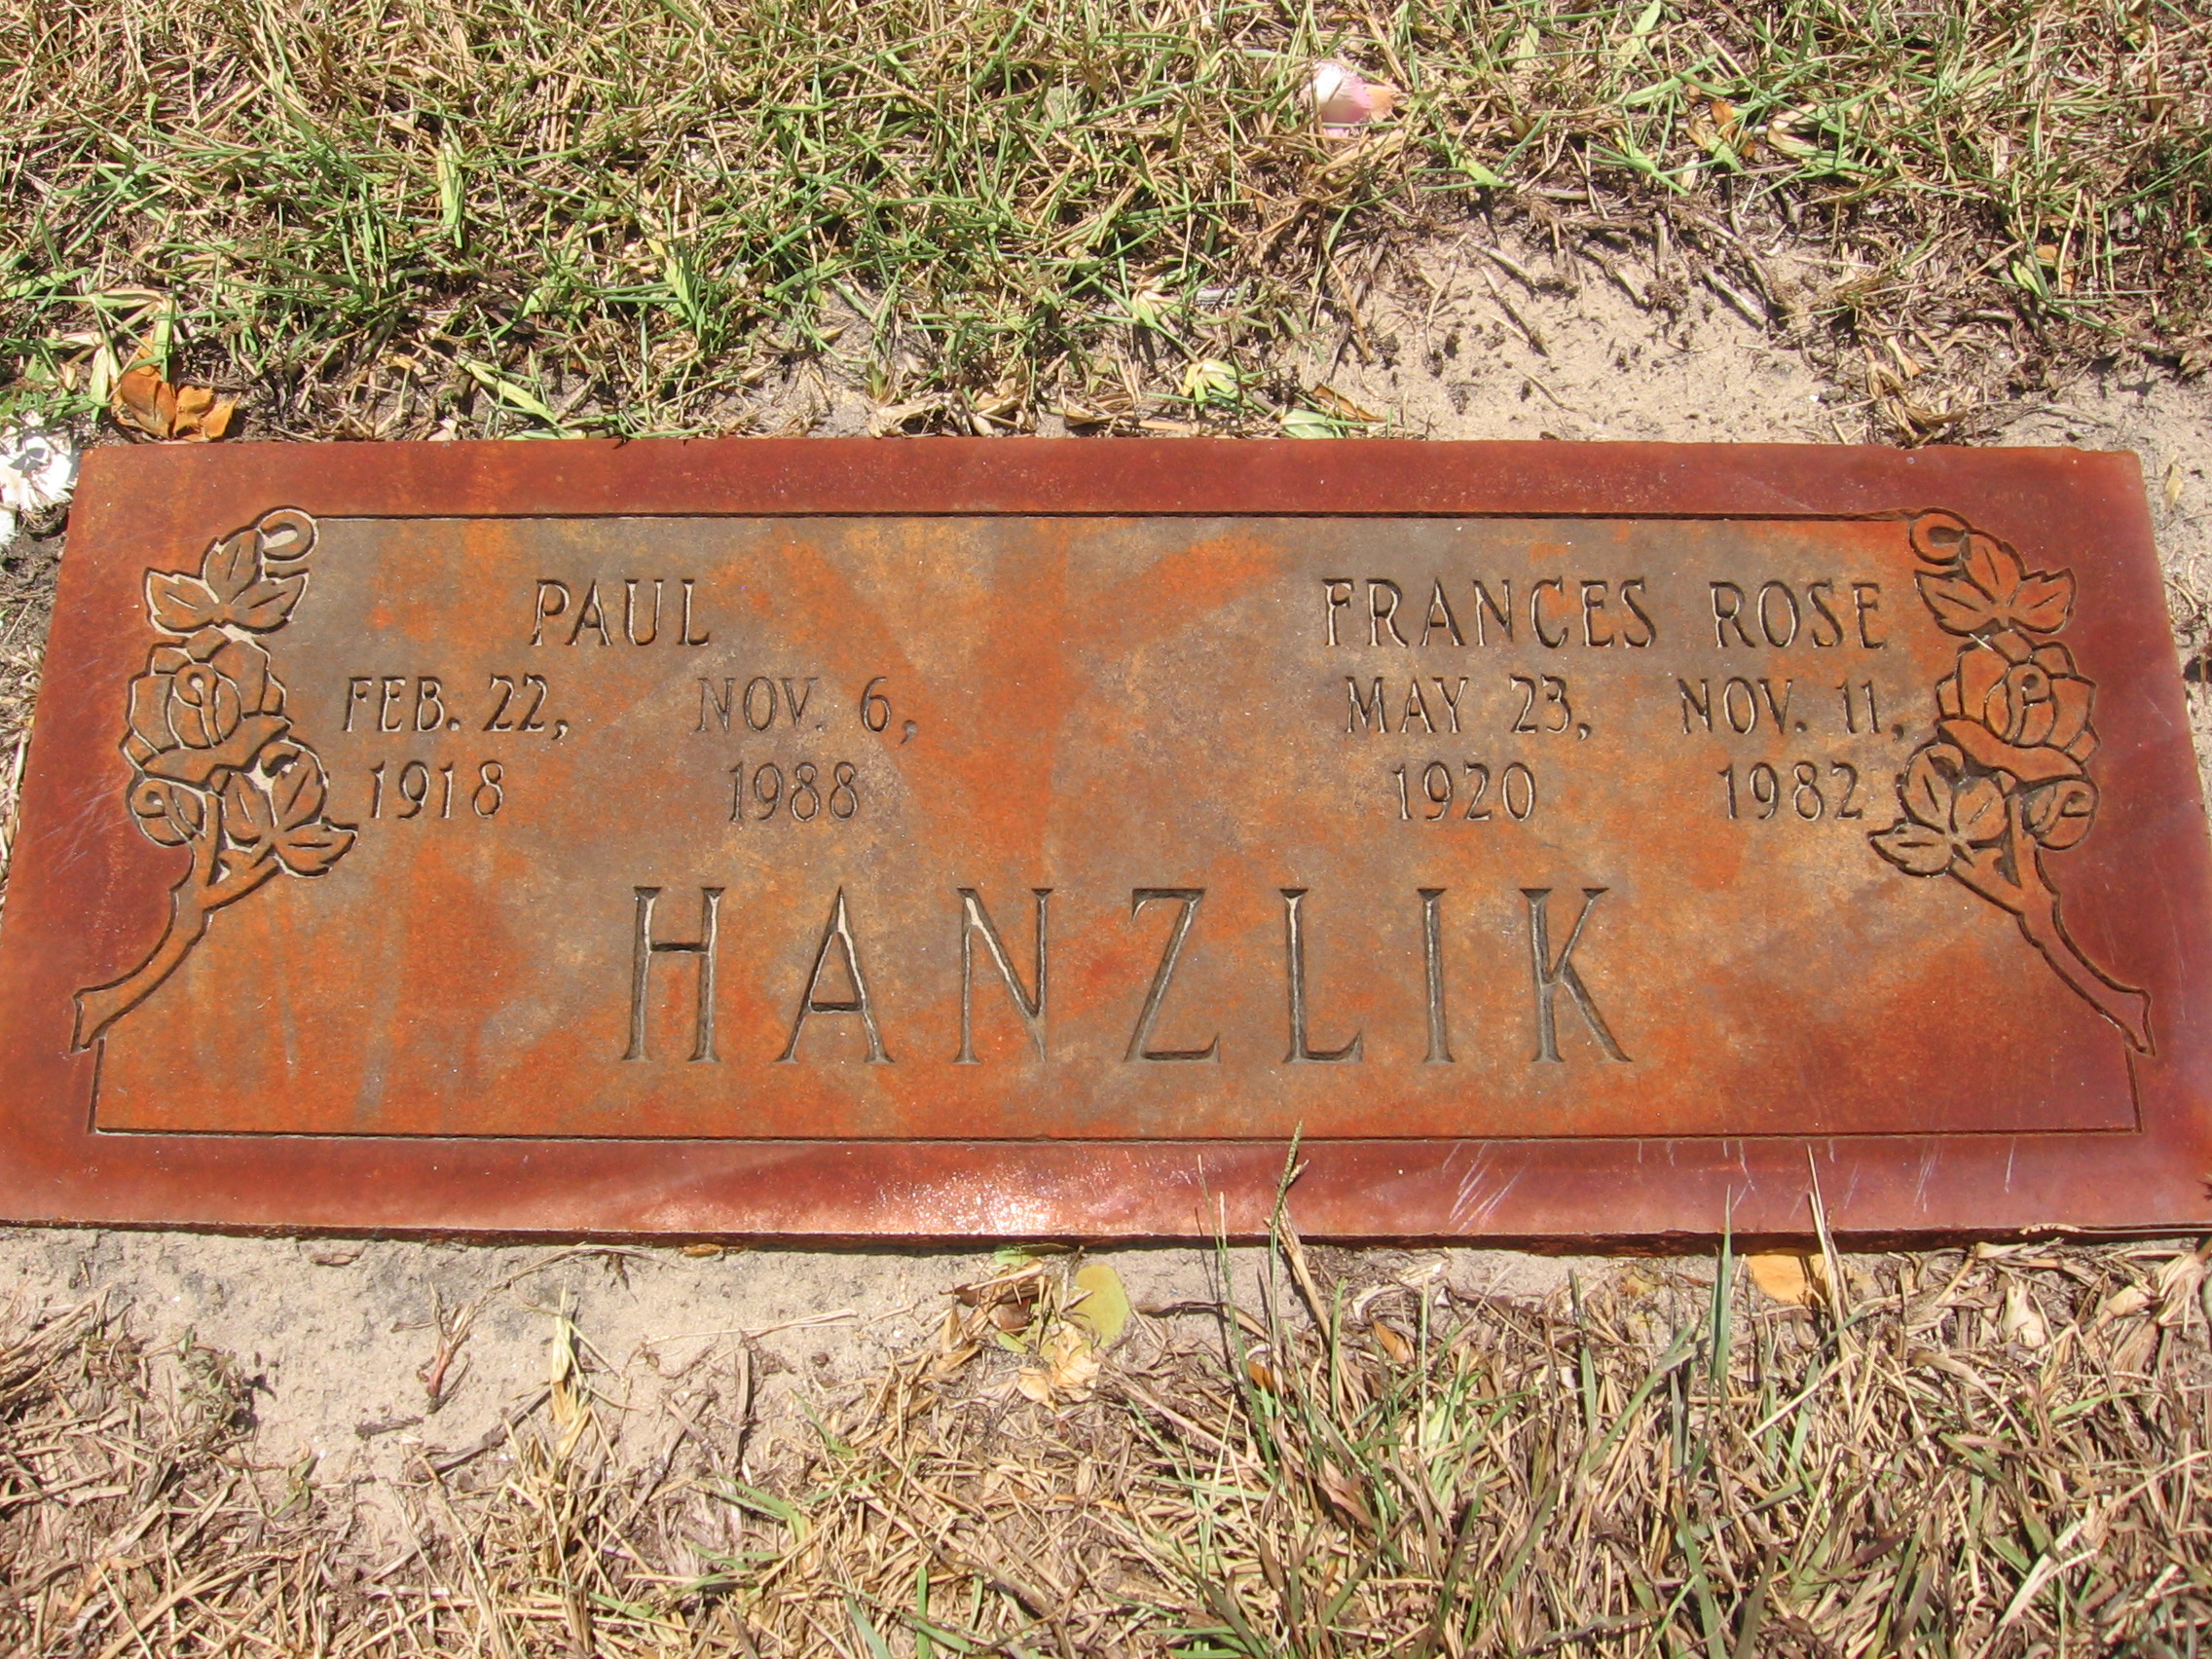 PAUL
FEB. 22, NOV. 6,
1918 1988
FRANCES ROSE
MAY 23, NOV. 11,
1920 1982
HANZLIK